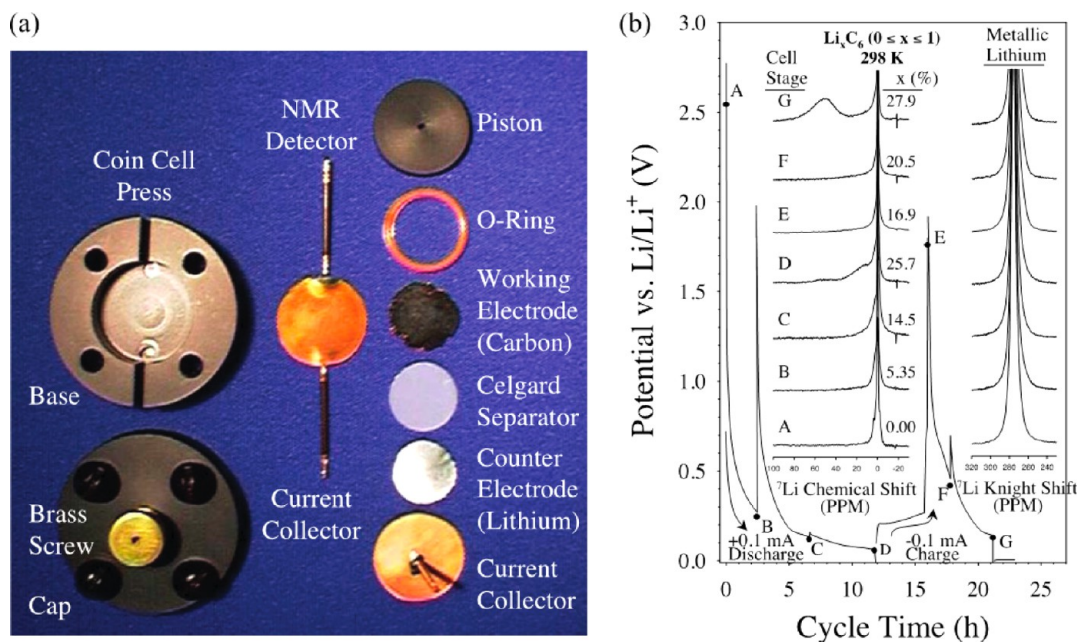 (a)
Coin Cell
Press
NMR
Detector
Piston
O-Ring
Working
Electrode
(Carbon)
Celgard
Separator
Counter
Electrode
(Lithium)
Current
Collector
Base
Brass
Screw
Cap
Current
Collector
(b)
Potential vs. Li/Li⁺ (V)
3.0
2.5
2.0
1.5
1.0
0.5
0.0
LiₓC₆ (0 ≤ x ≤ 1)
298 K
Metallic
Lithium
Cell
Stage
x (%)
G 27.9
F 20.5
E 16.9
D 25.7
C 14.5
B 5.35
A 0.00
100 80 60 40 20 0 -20
⁷Li Chemical Shift
(PPM)
320 300 280 260
⁷Li Knight Shift
(PPM)
A
B
C
D
E
F
G
+0.1 mA
Discharge
-0.1 mA
Charge
0 5 10 15 20 25
Cycle Time (h)